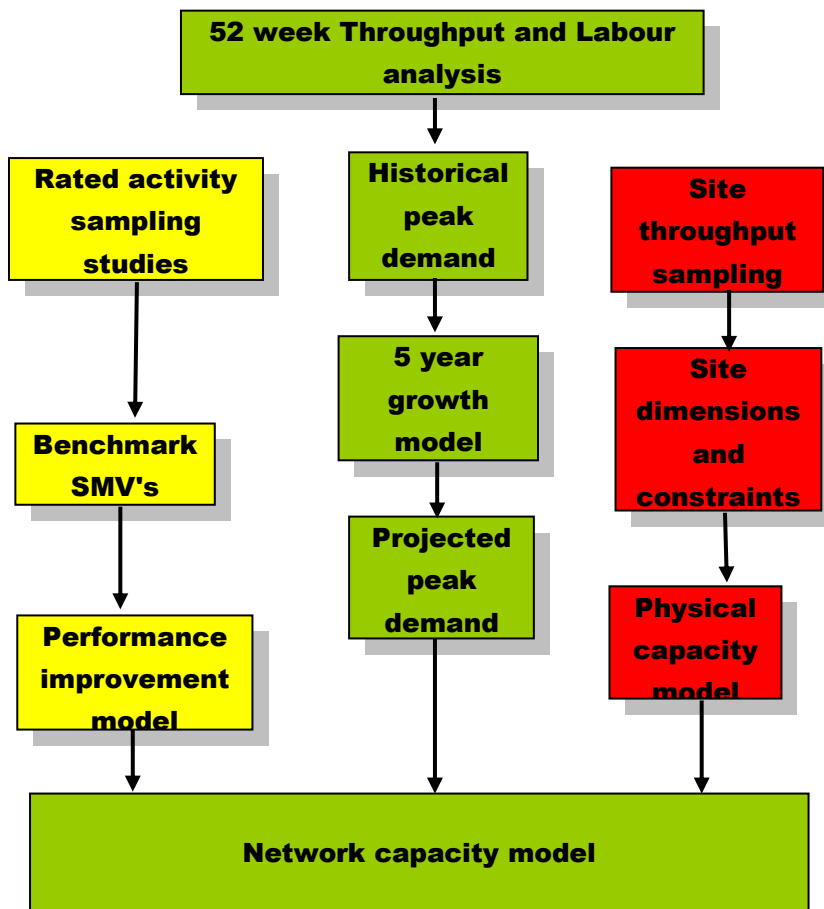 52 week Throughput and Labour
analysis
Rated activity
sampling
studies
Historical
peak
demand
Site
throughput
sampling
5 year
growth
model
Site
dimensions
and
constraints
Benchmark
SMV's
Projected
peak
demand
Performance
improvement
model
Physical
capacity
model
Network capacity model